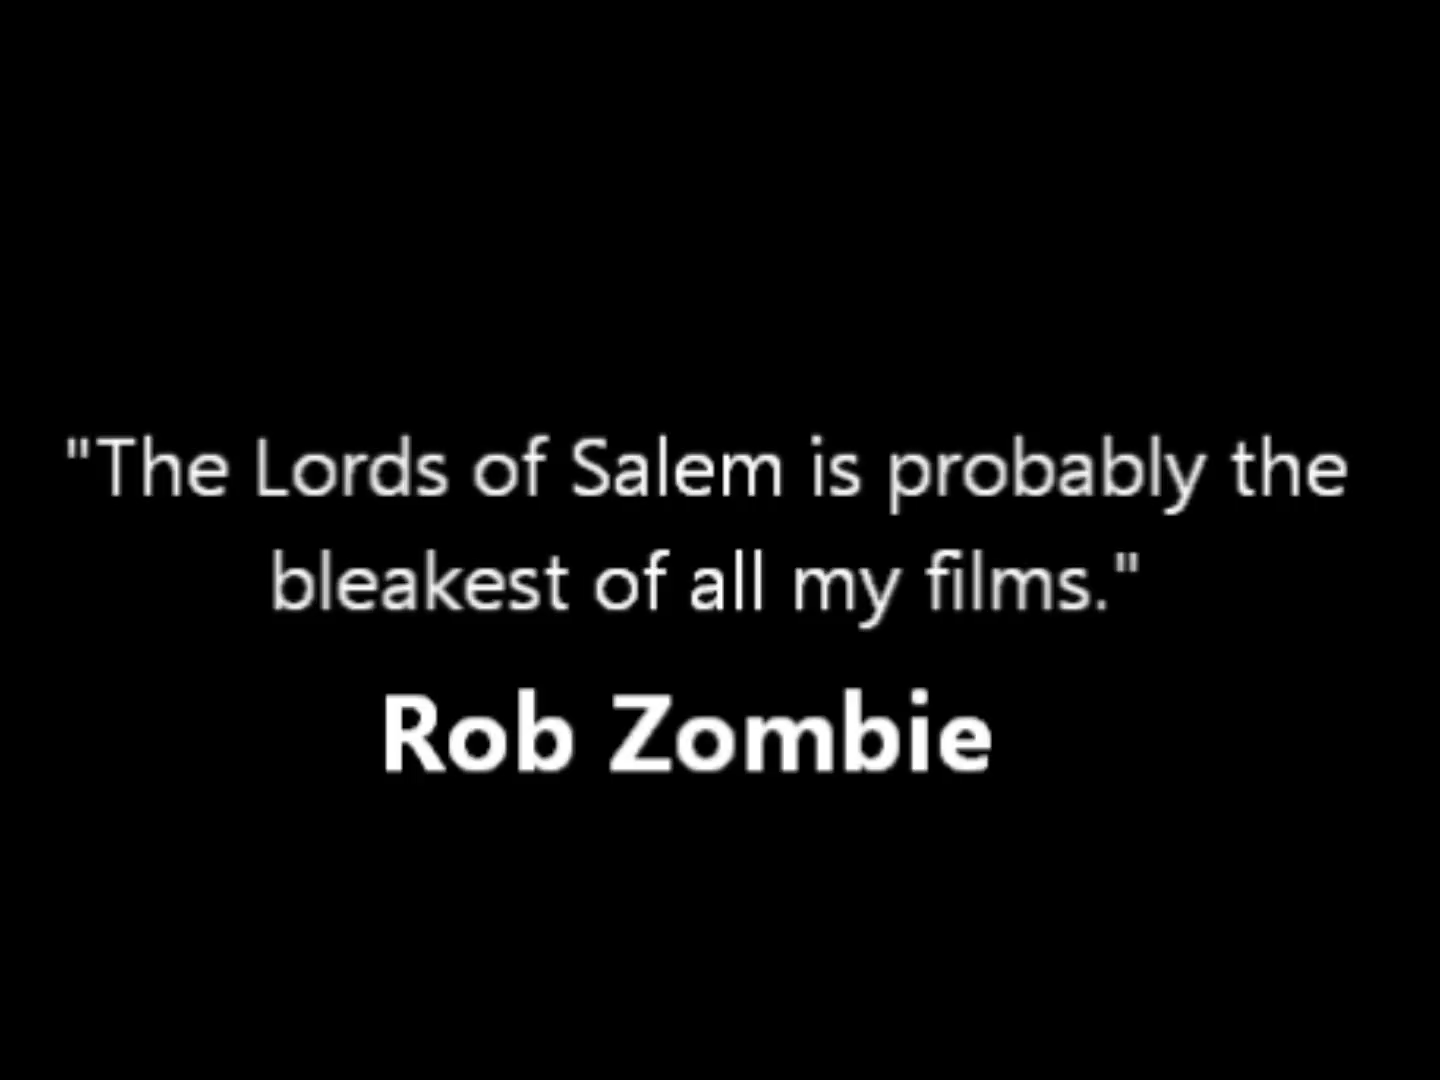 "The Lords of Salem is probably the
bleakest of all my films."
Rob Zombie